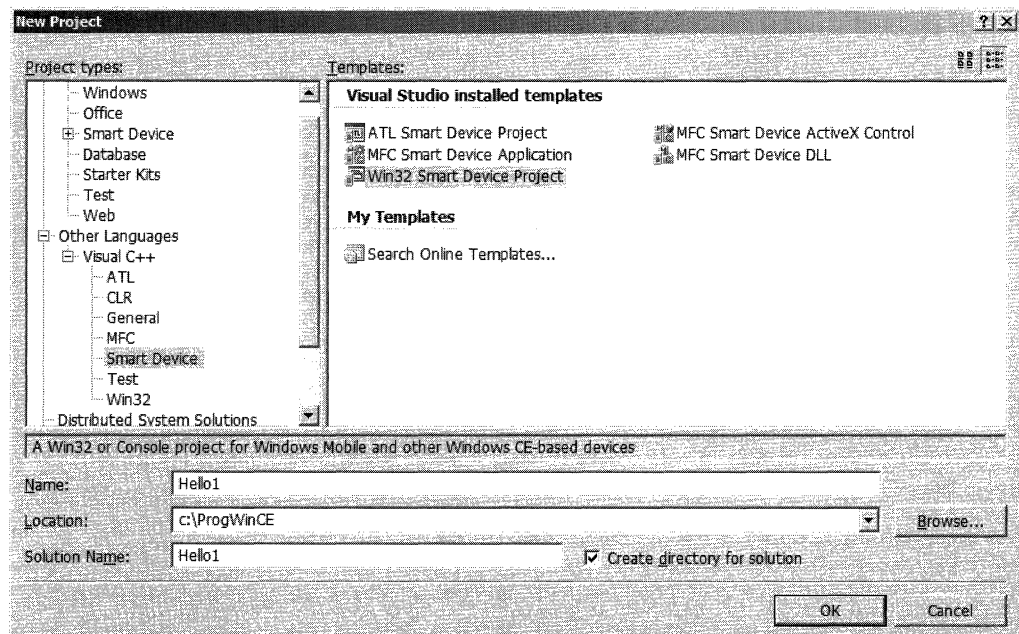 New Project
Project types:
Templates:
Windows
Office
Smart Device
Database
Starter Kits
Test
Web
Other Languages
Visual C++
ATL
CLR
General
MFC
Smart Device
Test
Win32
Distributed System Solutions
Visual Studio installed templates
ATL Smart Device Project
MFC Smart Device ActiveX Control
MFC Smart Device Application
MFC Smart Device DLL
Win32 Smart Device Project
My Templates
Search Online Templates...
A Win32 or Console project for Windows Mobile and other Windows CE-based devices
Name: Hello1
Location: c:\ProgWinCE
Browse...
Solution Name: Hello1
Create directory for solution
OK
Cancel